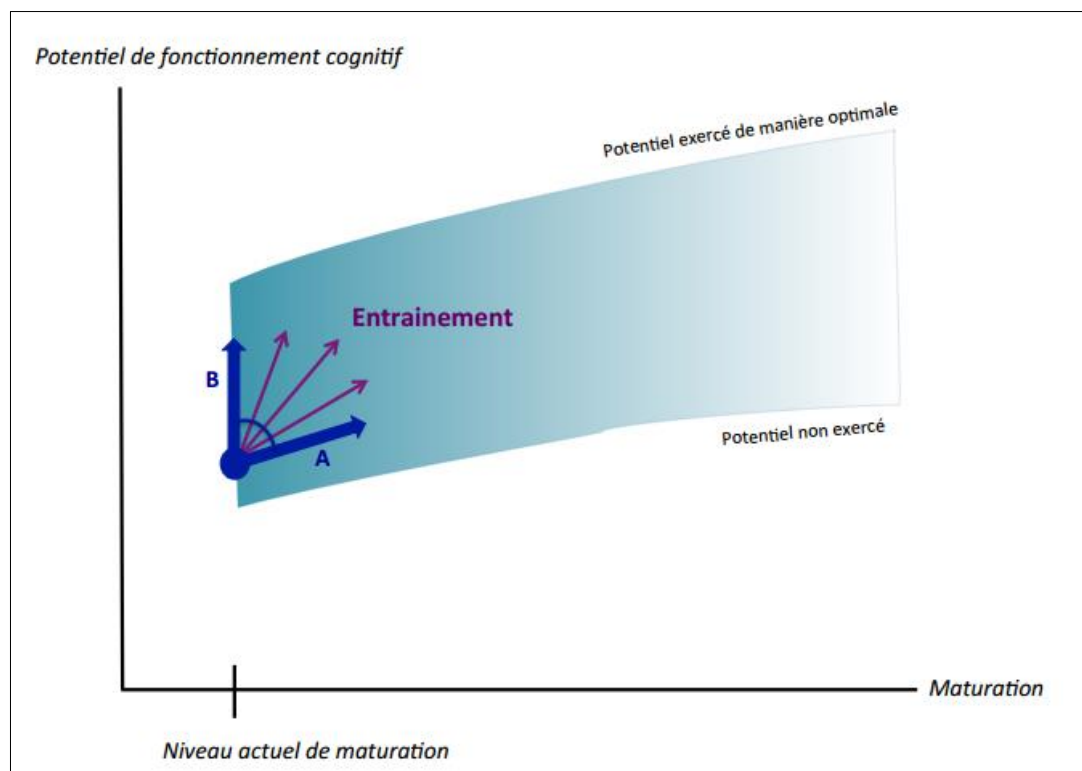 Potentiel de fonctionnement cognitif
Potentiel exercé de manière optimale
Entrainement
B
A
Potentiel non exercé
Maturation
Niveau actuel de maturation